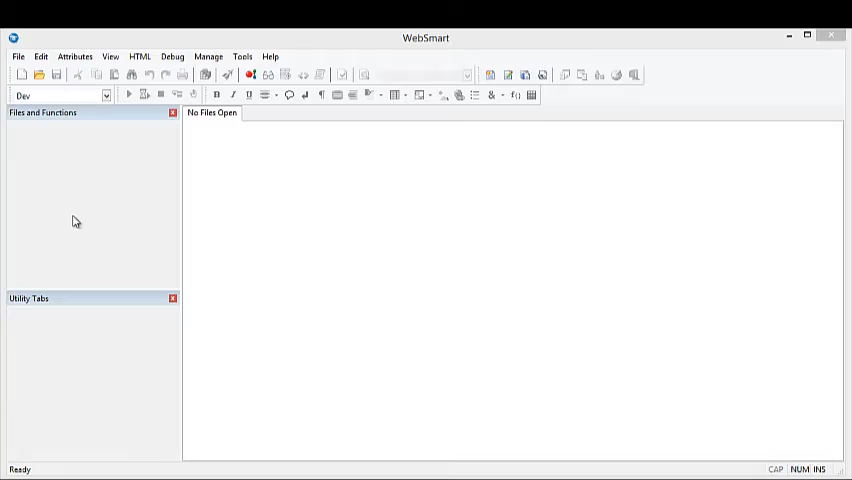 WebSmart
File Edit Attributes View HTML Debug Manage Tools Help
Dev
Files and Functions
No Files Open
Utility Tabs
Ready
CAP NUM INS